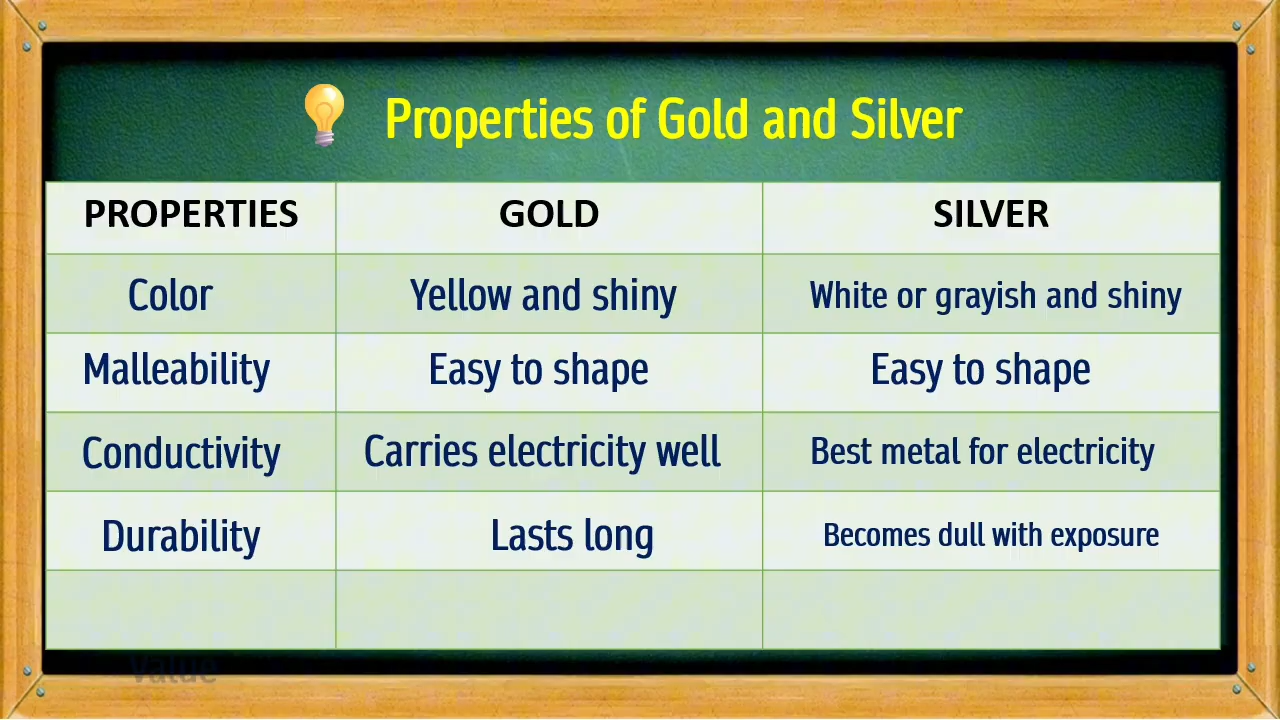 Properties of Gold and Silver
PROPERTIES GOLD SILVER
Color Yellow and shiny White or grayish and shiny
Malleability Easy to shape Easy to shape
Conductivity Carries electricity well Best metal for electricity
Durability Lasts long Becomes dull with exposure
Value